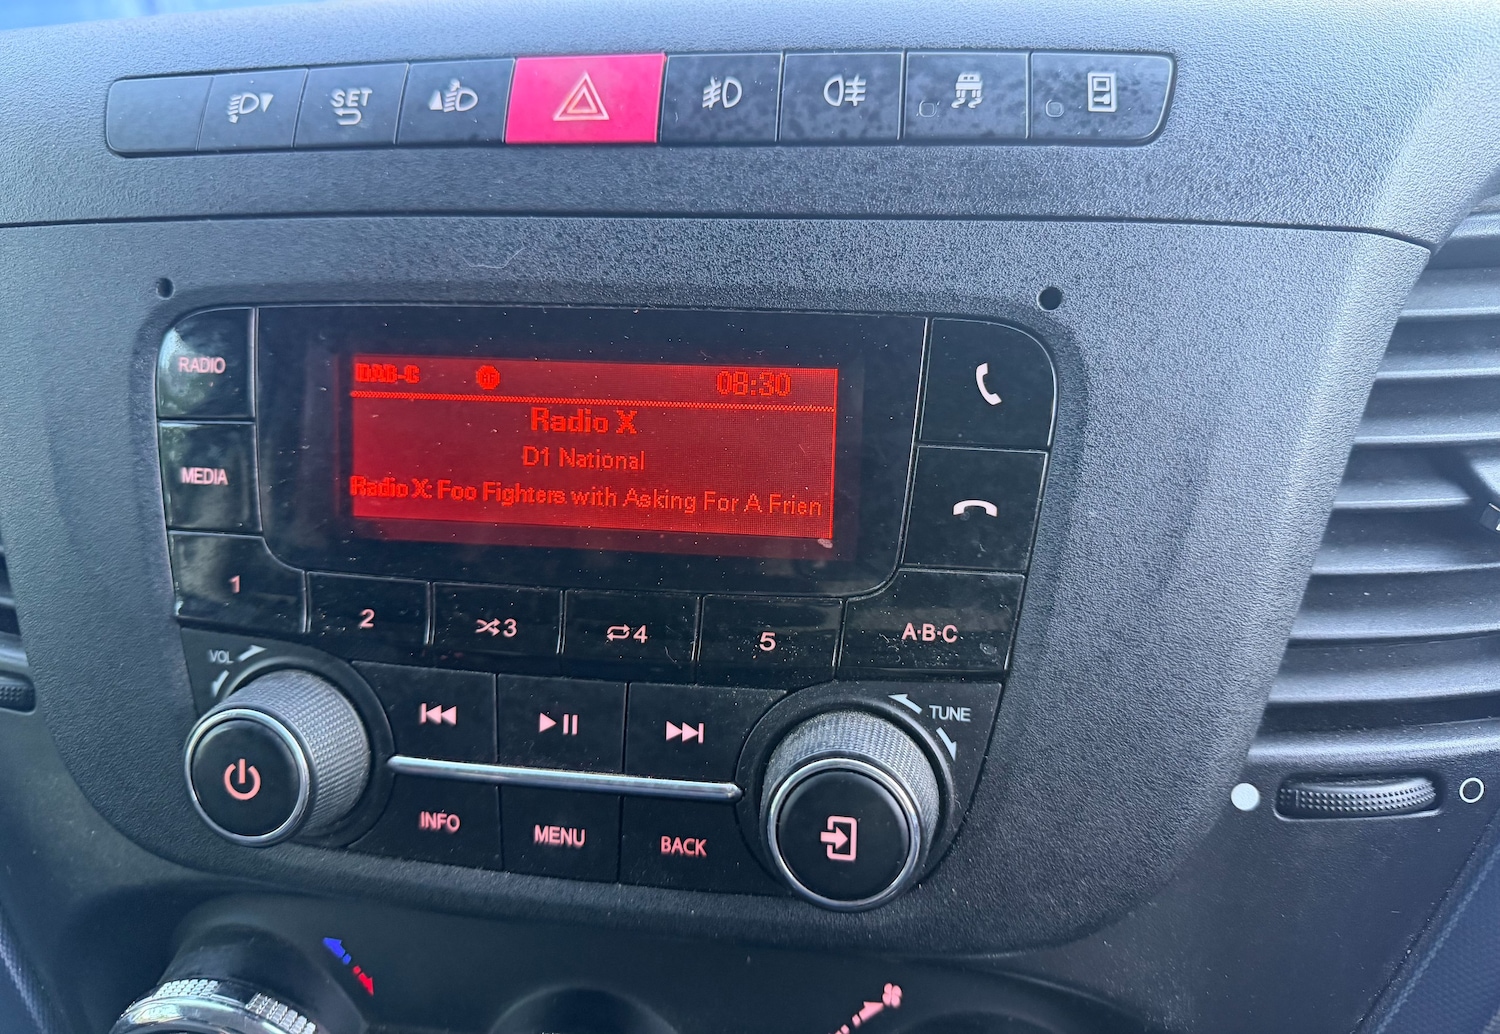 SET
RADIO
DAB-C
08:30
Radio X
D1 National
Radio X: Foo Fighters with Asking For A Frien
MEDIA
1
2
3
4
5
A·B·C
VOL
TUNE
INFO
MENU
BACK